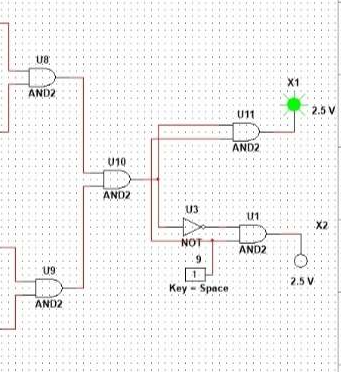 U8
AND2
X1
2.5 V
U11
AND2
U10
AND2
U3
NOT
U1
AND2
X2
2.5 V
9
1
Key = Space
U9
AND2